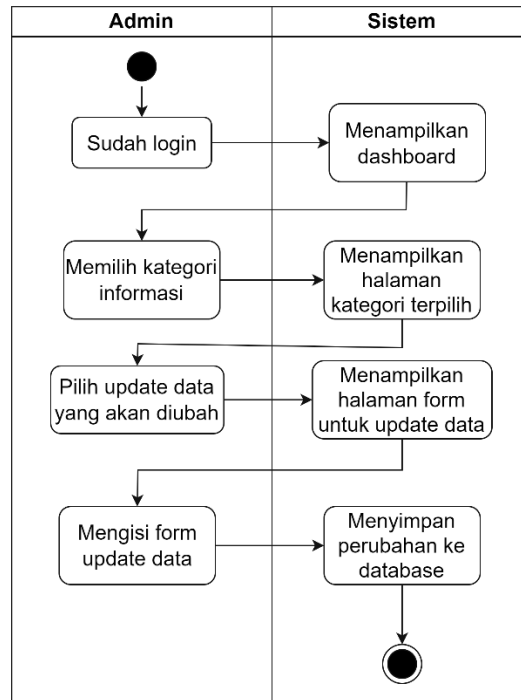 Admin
Sistem
Sudah login
Menampilkan
dashboard
Memilih kategori
informasi
Menampilkan
halaman
kategori terpilih
Pilih update data
yang akan diubah
Menampilkan
halaman form
untuk update data
Mengisi form
update data
Menyimpan
perubahan ke
database